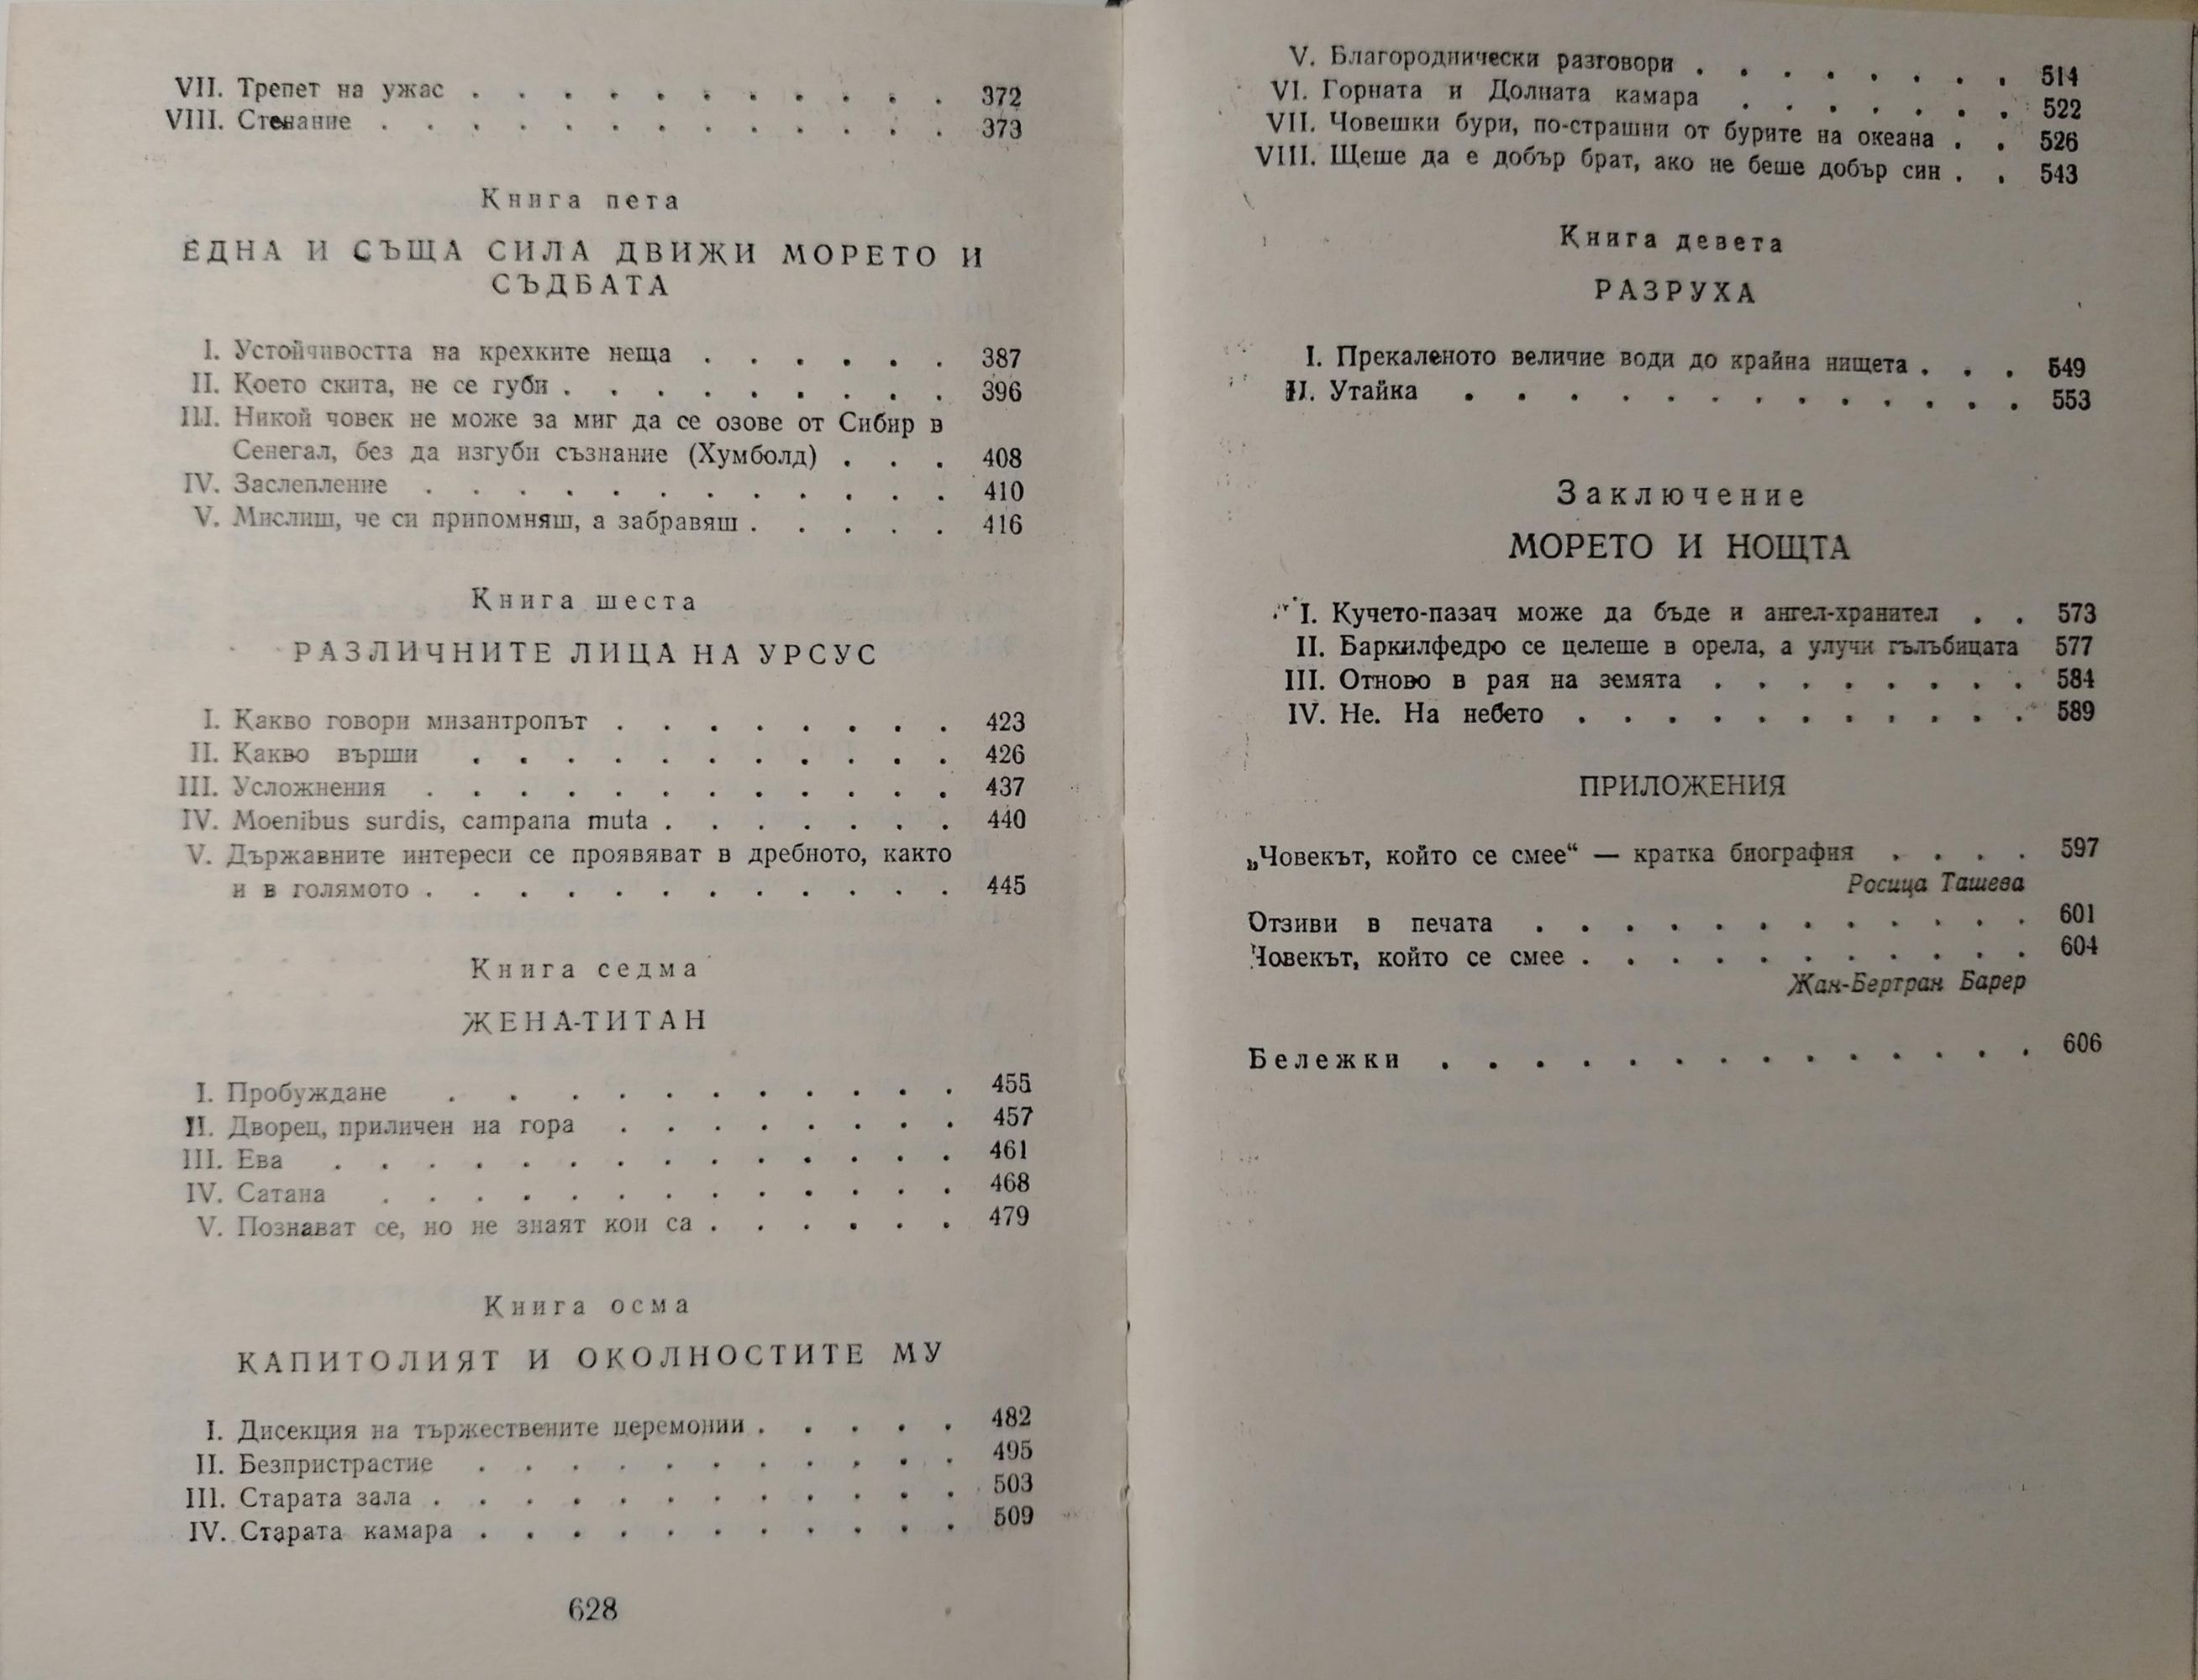 VII. Трепет на ужас . . . . . . . . . . . 372
VIII. Стенание . . . . . . . . . . . . . 373
Книга пета
ЕДНА И СЪЩА СИЛА ДВИЖИ МОРЕТО И
СЪДБАТА
I. Устойчивостта на крехките неща . . . . . . 387
II. Което скита, не се губи . . . . . . . . . 396
III. Никой човек не може за миг да се озове от Сибир в
Сенегал, без да изгуби съзнание (Хумболд) . . . 408
IV. Заслепление . . . . . . . . . . . . 410
V. Мислиш, че си припомняш, а забравяш . . . . . 416
Книга шеста
РАЗЛИЧНИТЕ ЛИЦА НА УРСУС
I. Какво говори мизантропът . . . . . . . . 423
II. Какво върши . . . . . . . . . . . 426
III. Усложнения . . . . . . . . . . . . 437
IV. Moenibus surdis, campana muta . . . . . . . 440
V. Държавните интереси се проявяват в дребното, както
и в голямото . . . . . . . . . . . . 445
Книга седма
ЖЕНА-ТИТАН
I. Пробуждане . . . . . . . . . . . 455
II. Дворец, приличен на гора . . . . . . . . 457
III. Ева . . . . . . . . . . . . . . 461
IV. Сатана . . . . . . . . . . . . . 468
V. Познават се, но не знаят кои са . . . . . . 479
Книга осма
КАПИТОЛИЯТ И ОКОЛНОСТИТЕ МУ
I. Дисекция на тържествените церемонии . . . . . 482
II. Безпристрастие . . . . . . . . . . . 495
III. Старата зала . . . . . . . . . . . . 503
IV. Старата камара . . . . . . . . . . . 509
628
V. Благороднически разговори . . . . . . . . 514
VI. Горната и Долната камара . . . . . . . 522
VII. Човешки бури, по-страшни от бурите на океана . . 526
VIII. Щеше да е добър брат, ако не беше добър син . . 543
Книга девета
РАЗРУХА
I. Прекаленото величие води до крайна нищета . . . 549
II. Утайка . . . . . . . . . . . . . 553
Заключение
МОРЕТО И НОЩТА
I. Кучето-пазач може да бъде и ангел-хранител . . 573
II. Баркилфедро се целеше в орела, а улучи гълъбицата 577
III. Отново в рая на земята . . . . . . . . 584
IV. Не. На небето . . . . . . . . . . . 589
ПРИЛОЖЕНИЯ
„Човекът, който се смее“ — кратка биография . . . . 597
Росица Ташева
Отзиви в печата . . . . . . . . . . . . 601
Човекът, който се смее . . . . . . . . . . . 604
Жан-Бертран Барер
Бележки . . . . . . . . . . . . . . 606